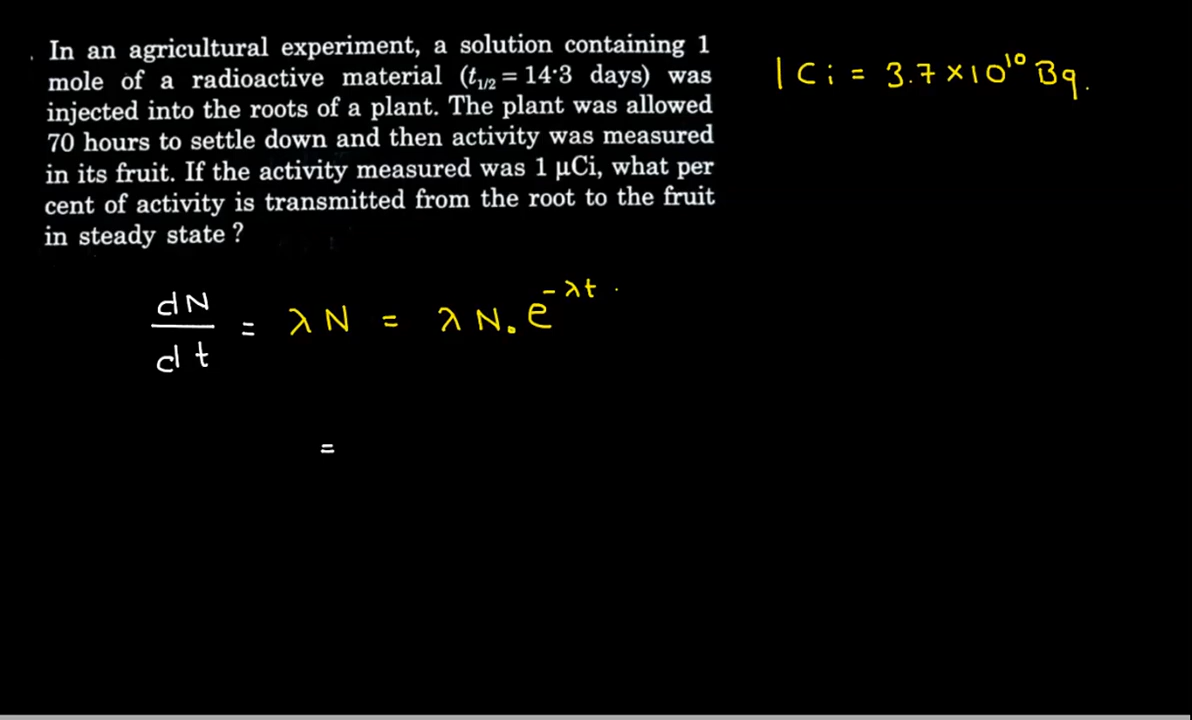 In an agricultural experiment, a solution containing 1
mole of a radioactive material (t1/2 = 14·3 days) was
injected into the roots of a plant. The plant was allowed
70 hours to settle down and then activity was measured
in its fruit. If the activity measured was 1 μCi, what per
cent of activity is transmitted from the root to the fruit
in steady state ?
1 Ci = 3.7 × 10^10 Bq.
dN/dt = λN = λN₀ e^-λt
=